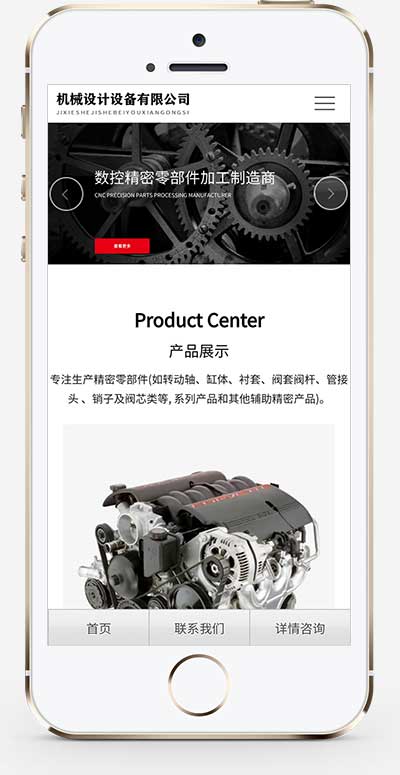 机械设计设备有限公司
JIXIESHEJISHEBEIYOUXIANGONGSI
数控精密零部件加工制造商
CNC PRECISION PARTS PROCESSING MANUFACTURER
查看更多
Product Center
产品展示
专注生产精密零部件(如转动轴、缸体、衬套、阀套阀杆、管接
头 、销子及阀芯类等, 系列产品和其他辅助精密产品)。
首页 联系我们 详情咨询